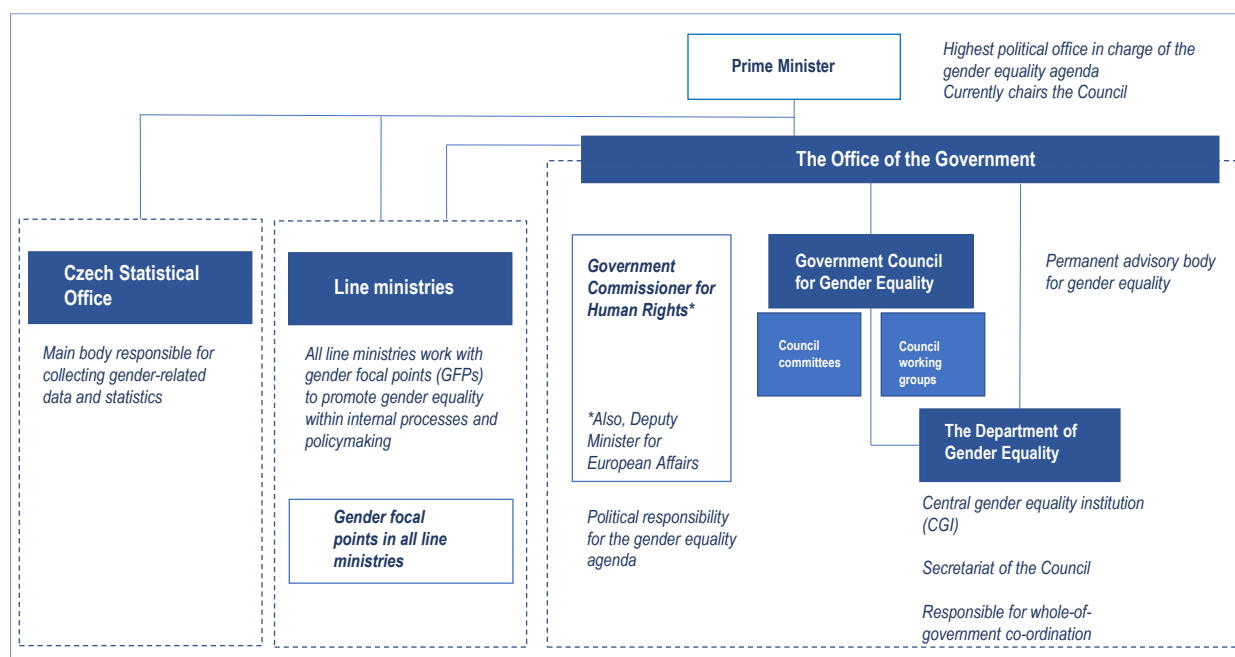 Prime Minister
Highest political office in charge of the
gender equality agenda
Currently chairs the Council
The Office of the Government
Czech Statistical
Office
Main body responsible for
collecting gender-related
data and statistics
Line ministries
All line ministries work with
gender focal points (GFPs)
to promote gender equality
within internal processes and
policymaking
Gender focal
points in all line
ministries
Government
Commissioner for
Human Rights*
*Also, Deputy
Minister for
European Affairs
Political responsibility
for the gender equality
agenda
Government Council
for Gender Equality
Council
committees
Council
working
groups
Permanent advisory body
for gender equality
The Department of
Gender Equality
Central gender equality institution
(CGI)
Secretariat of the Council
Responsible for whole-of-
government co-ordination